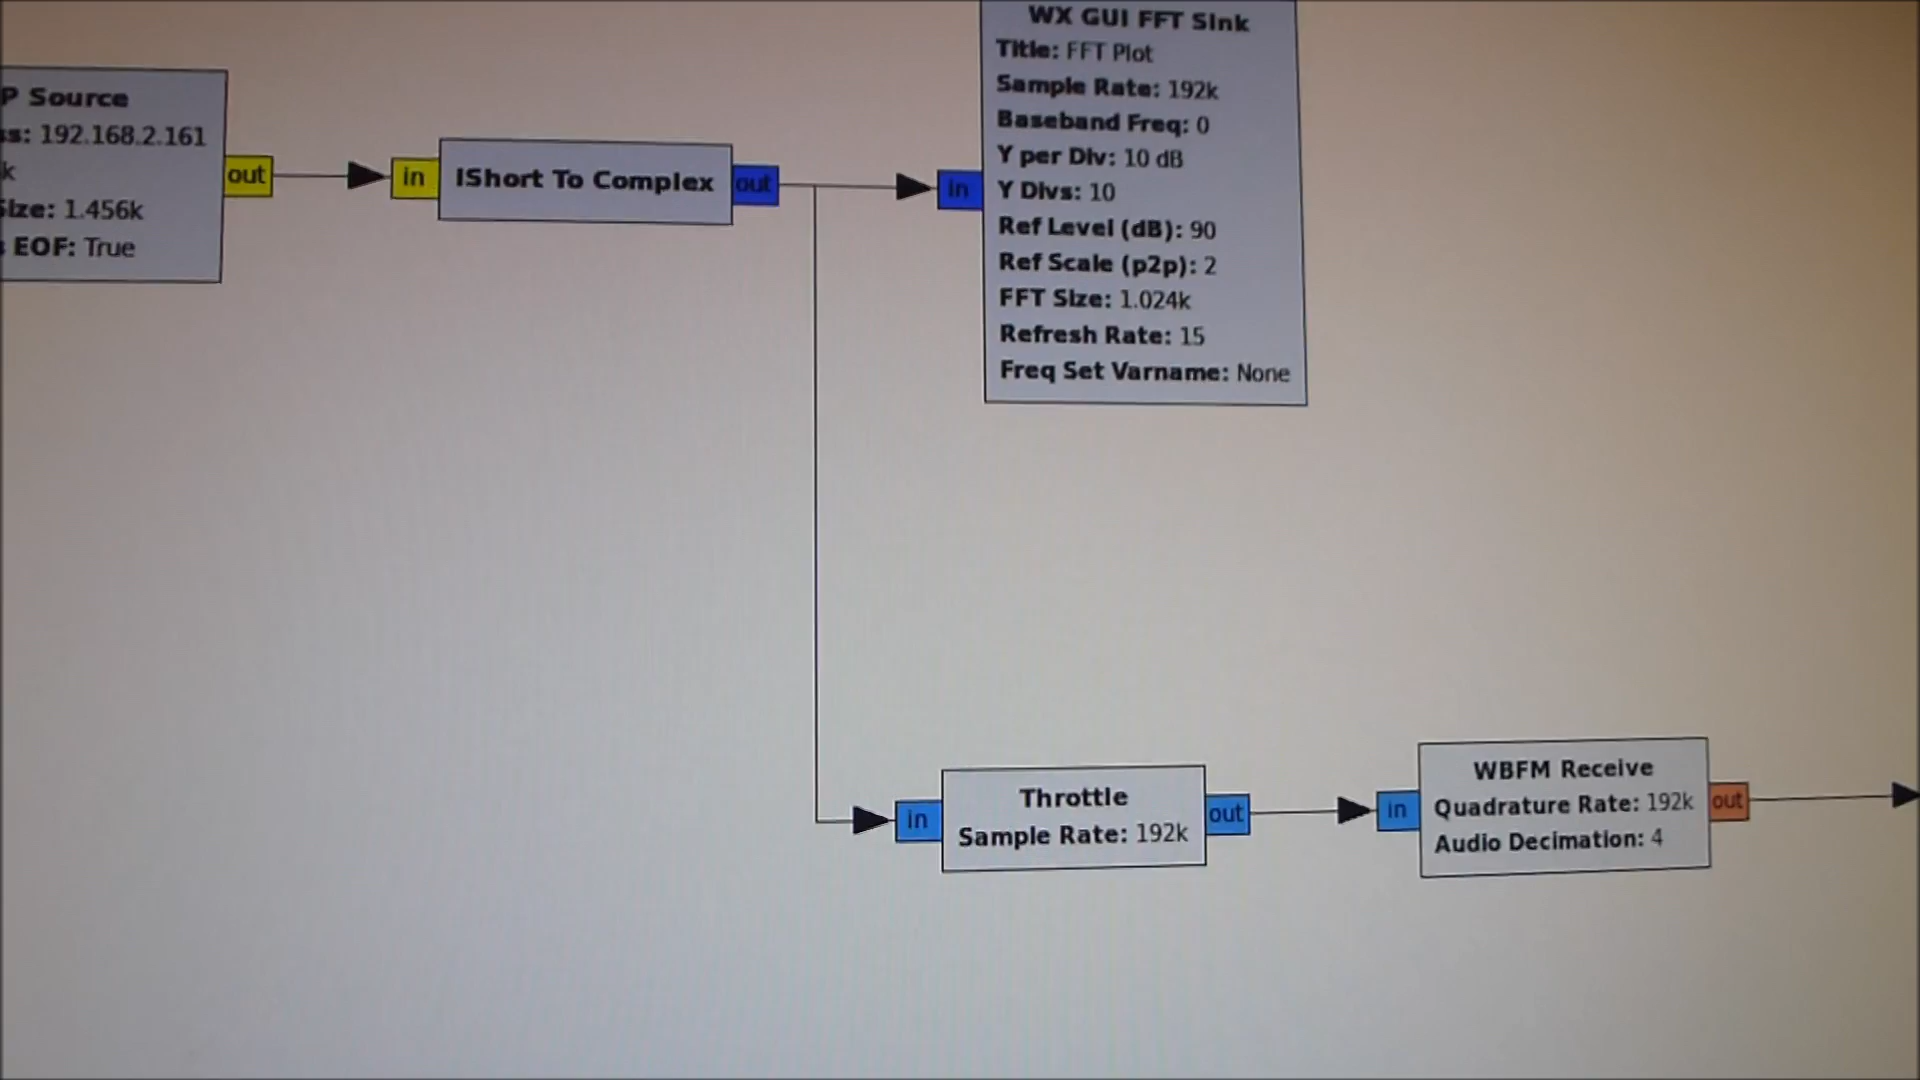 P Source
ss: 192.168.2.161
k
Size: 1.456k
EOF: True
out
in
IShort To Complex
out
in
WX GUI FFT Sink
Title: FFT Plot
Sample Rate: 192k
Baseband Freq: 0
Y per Div: 10 dB
Y Divs: 10
Ref Level (dB): 90
Ref Scale (p2p): 2
FFT Size: 1.024k
Refresh Rate: 15
Freq Set Varname: None
in
Throttle
Sample Rate: 192k
out
in
WBFM Receive
Quadrature Rate: 192k
Audio Decimation: 4
out